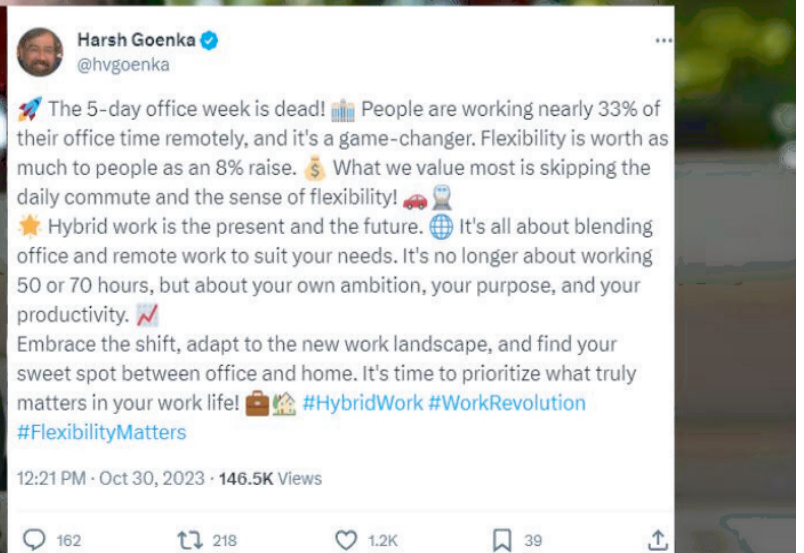 Harsh Goenka
@hvgoenka
🚀 The 5-day office week is dead! 🏙️ People are working nearly 33% of
their office time remotely, and it's a game-changer. Flexibility is worth as
much to people as an 8% raise. 💰 What we value most is skipping the
daily commute and the sense of flexibility! 🚗🚆
🌟 Hybrid work is the present and the future. 🌐 It's all about blending
office and remote work to suit your needs. It's no longer about working
50 or 70 hours, but about your own ambition, your purpose, and your
productivity. 📈
Embrace the shift, adapt to the new work landscape, and find your
sweet spot between office and home. It's time to prioritize what truly
matters in your work life! 💼🏡 #HybridWork #WorkRevolution
#FlexibilityMatters
12:21 PM · Oct 30, 2023 · 146.5K Views
162 218 1.2K 39